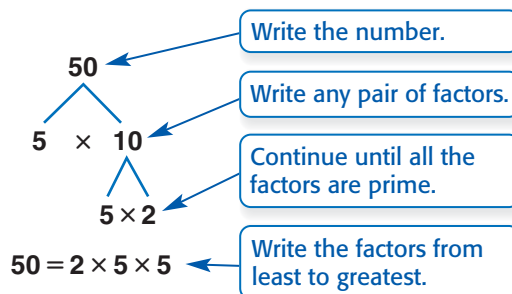 Write the number.
50
Write any pair of factors.
5 × 10
Continue until all the
factors are prime.
5 × 2
Write the factors from
least to greatest.
50 = 2 × 5 × 5